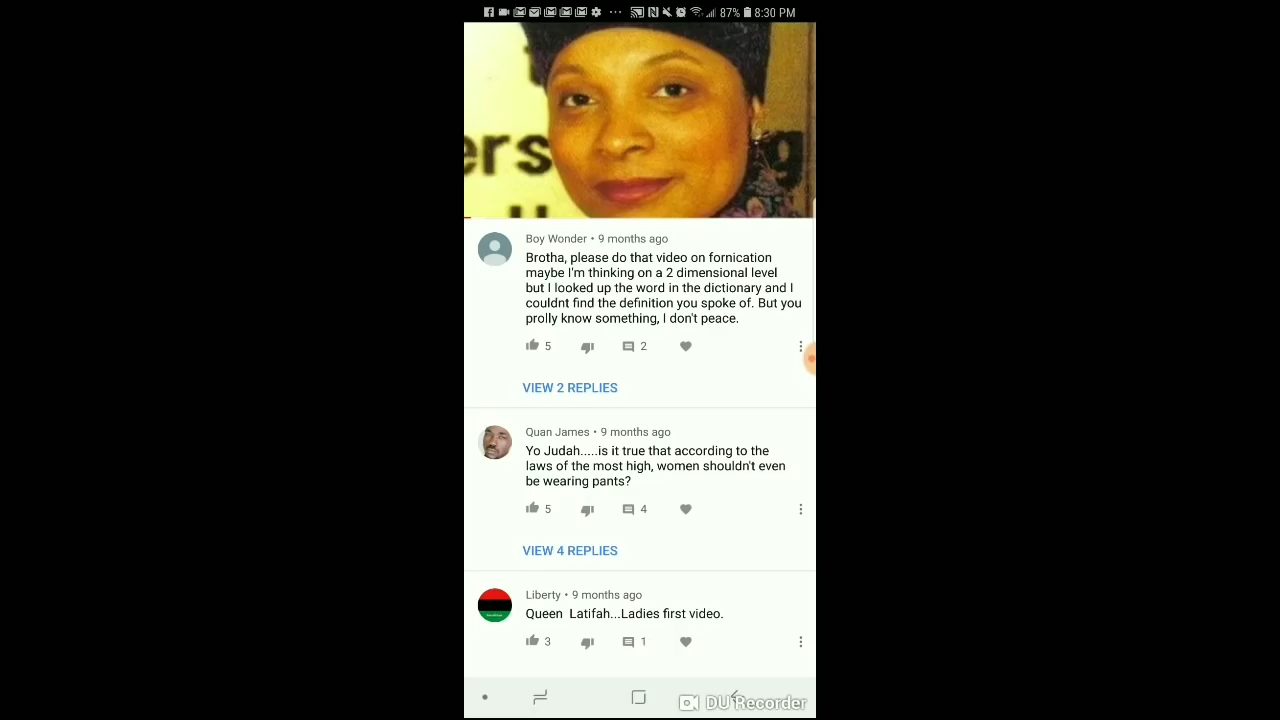 87% 8:30 PM
ers
g
Boy Wonder • 9 months ago
Brotha, please do that video on fornication
maybe I'm thinking on a 2 dimensional level
but I looked up the word in the dictionary and I
couldnt find the definition you spoke of. But you
prolly know something, I don't peace.
5 2
VIEW 2 REPLIES
Quan James • 9 months ago
Yo Judah.....is it true that according to the
laws of the most high, women shouldn't even
be wearing pants?
5 4
VIEW 4 REPLIES
Liberty • 9 months ago
Queen Latifah...Ladies first video.
3 1
DU Recorder